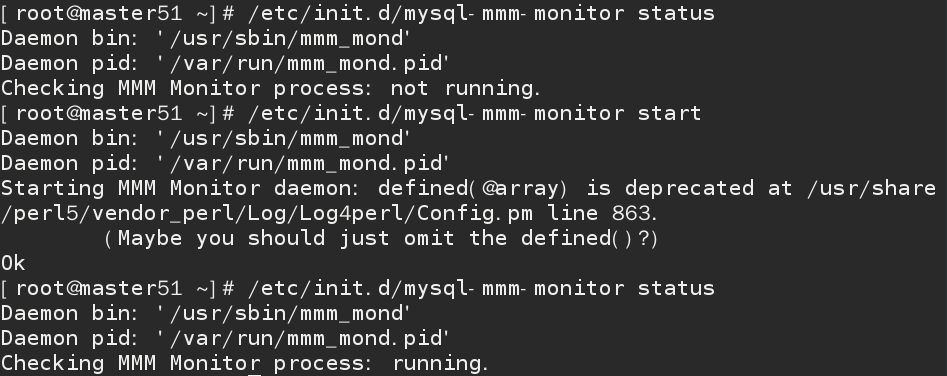 [root@master51 ~]# /etc/init.d/mysql-mmm-monitor status
Daemon bin: '/usr/sbin/mmm_mond'
Daemon pid: '/var/run/mmm_mond.pid'
Checking MMM Monitor process: not running.
[root@master51 ~]# /etc/init.d/mysql-mmm-monitor start
Daemon bin: '/usr/sbin/mmm_mond'
Daemon pid: '/var/run/mmm_mond.pid'
Starting MMM Monitor daemon: defined(@array) is deprecated at /usr/share
/perl5/vendor_perl/Log/Log4perl/Config.pm line 863.
(Maybe you should just omit the defined()?)
Ok
[root@master51 ~]# /etc/init.d/mysql-mmm-monitor status
Daemon bin: '/usr/sbin/mmm_mond'
Daemon pid: '/var/run/mmm_mond.pid'
Checking MMM Monitor process: running.